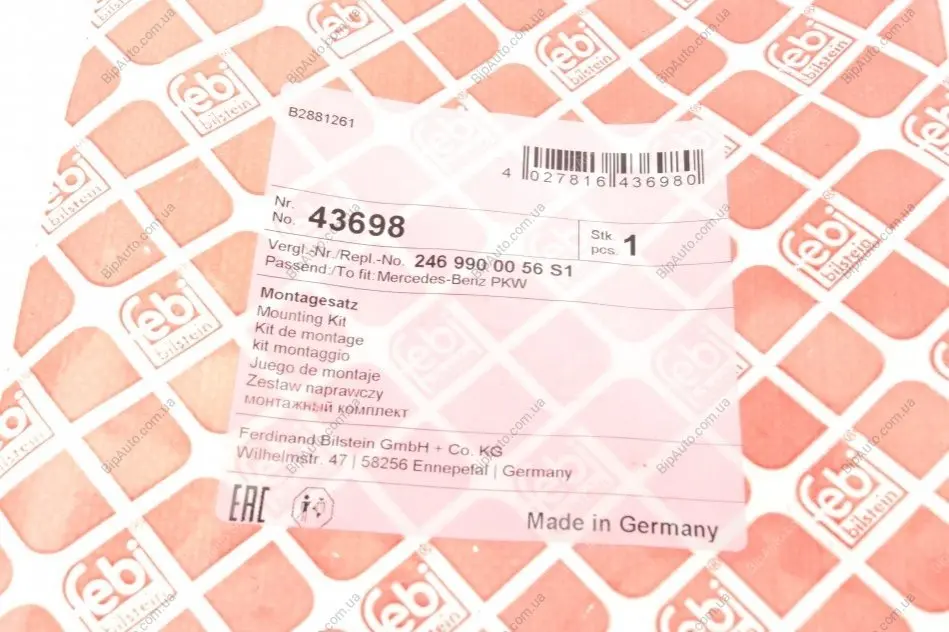 B2881261
4 027816 436980
Nr.
No. 43698
Stk
pcs. 1
Vergl.-Nr./Repl.-No. 246 990 00 56 S1
Passend:/To fit: Mercedes-Benz PKW
Montagesatz
Mounting Kit
Kit de montage
kit montaggio
Juego de montaje
Zestaw naprawczy
монтажный комплект
Ferdinand Bilstein GmbH + Co. KG
Wilhelmstr. 47 | 58256 Ennepetal | Germany
EAC
Made in Germany
febi
bilstein
BipAuto.com.ua